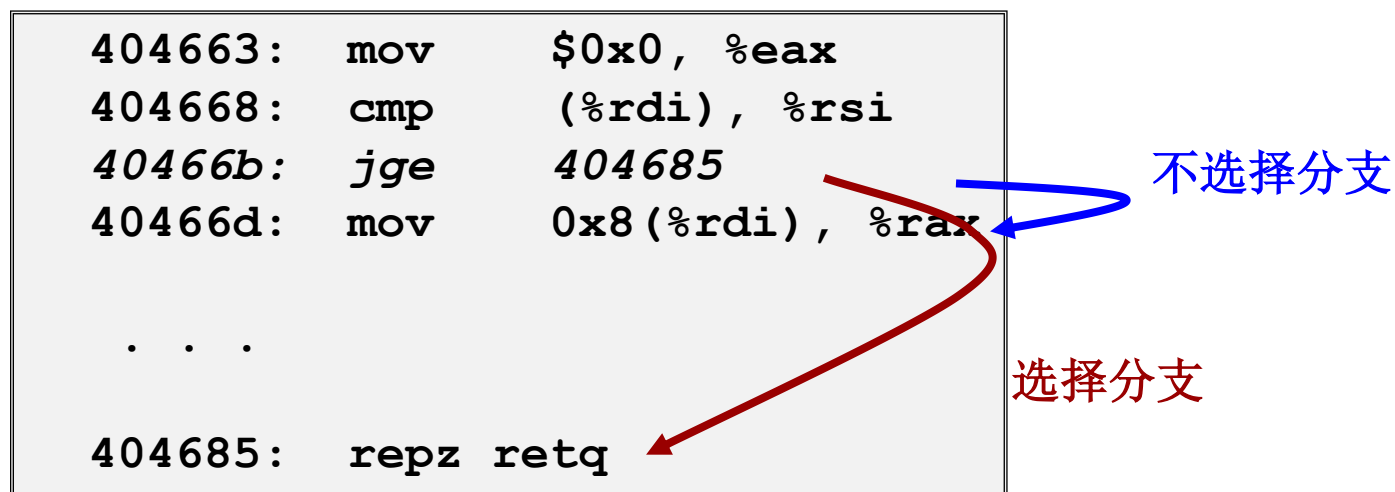 404663: mov $0x0, %eax
404668: cmp (%rdi), %rsi
40466b: jge 404685
不选择分支
40466d: mov 0x8(%rdi), %rax
. . .
选择分支
404685: repz retq